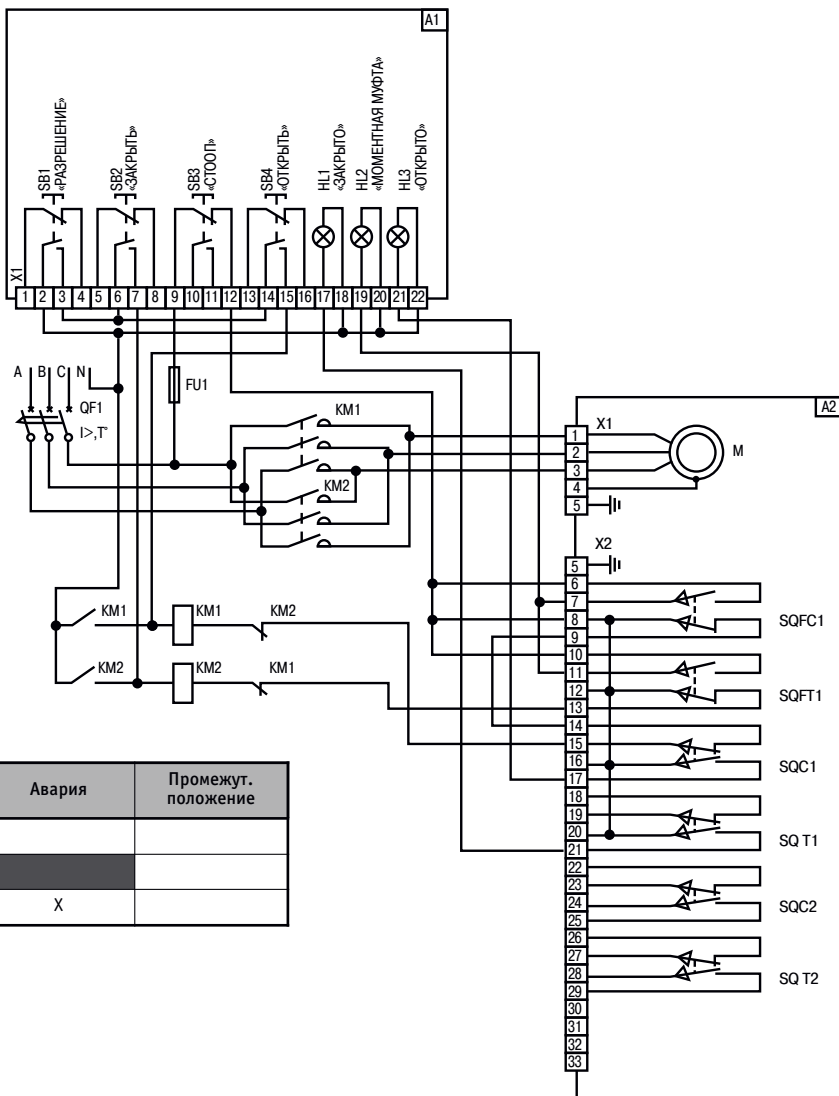 A1
SB1
«РАЗРЕШЕНИЕ»
SB2
«ЗАКРЫТЬ»
SB3
«СТООП»
SB4
«ОТКРЫТЬ»
HL1
«ЗАКРЫТО»
HL2
«МОМЕНТНАЯ МУФТА»
HL3
«ОТКРЫТО»
X1
1 2 3 4 5 6 7 8 9 10 11 12 13 14 15 16 17 18 19 20 21 22
A B C N
QF1
I>,T°
FU1
KM1
KM2
A2
X1
1
2
3
4
5
M
X2
5
6
7
8
9
10
11
12
13
14
15
16
17
18
19
20
21
22
23
24
25
26
27
28
29
30
31
32
33
SQFC1
SQFT1
SQC1
SQ T1
SQC2
SQ T2
KM1 KM1 KM2
KM2 KM2 KM1
Авария
Промежут.
положение
X